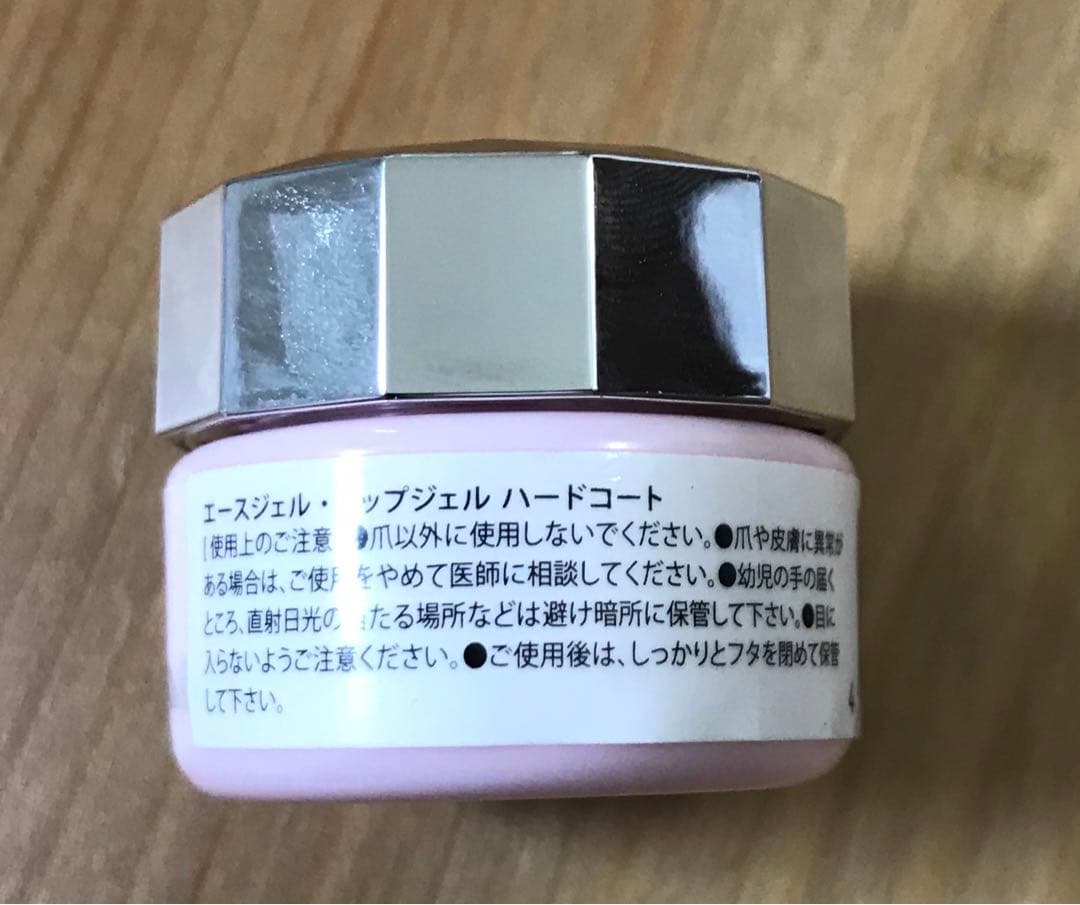 エースジェル・トップジェル ハードコート
[使用上のご注意]●爪以外に使用しないでください。●爪や皮膚に異常が
ある場合は、ご使用をやめて医師に相談してください。●幼児の手の届く
ところ、直射日光の当たる場所などは避け暗所に保管して下さい。●目に
入らないようご注意ください。●ご使用後は、しっかりとフタを閉めて保管
して下さい。
4